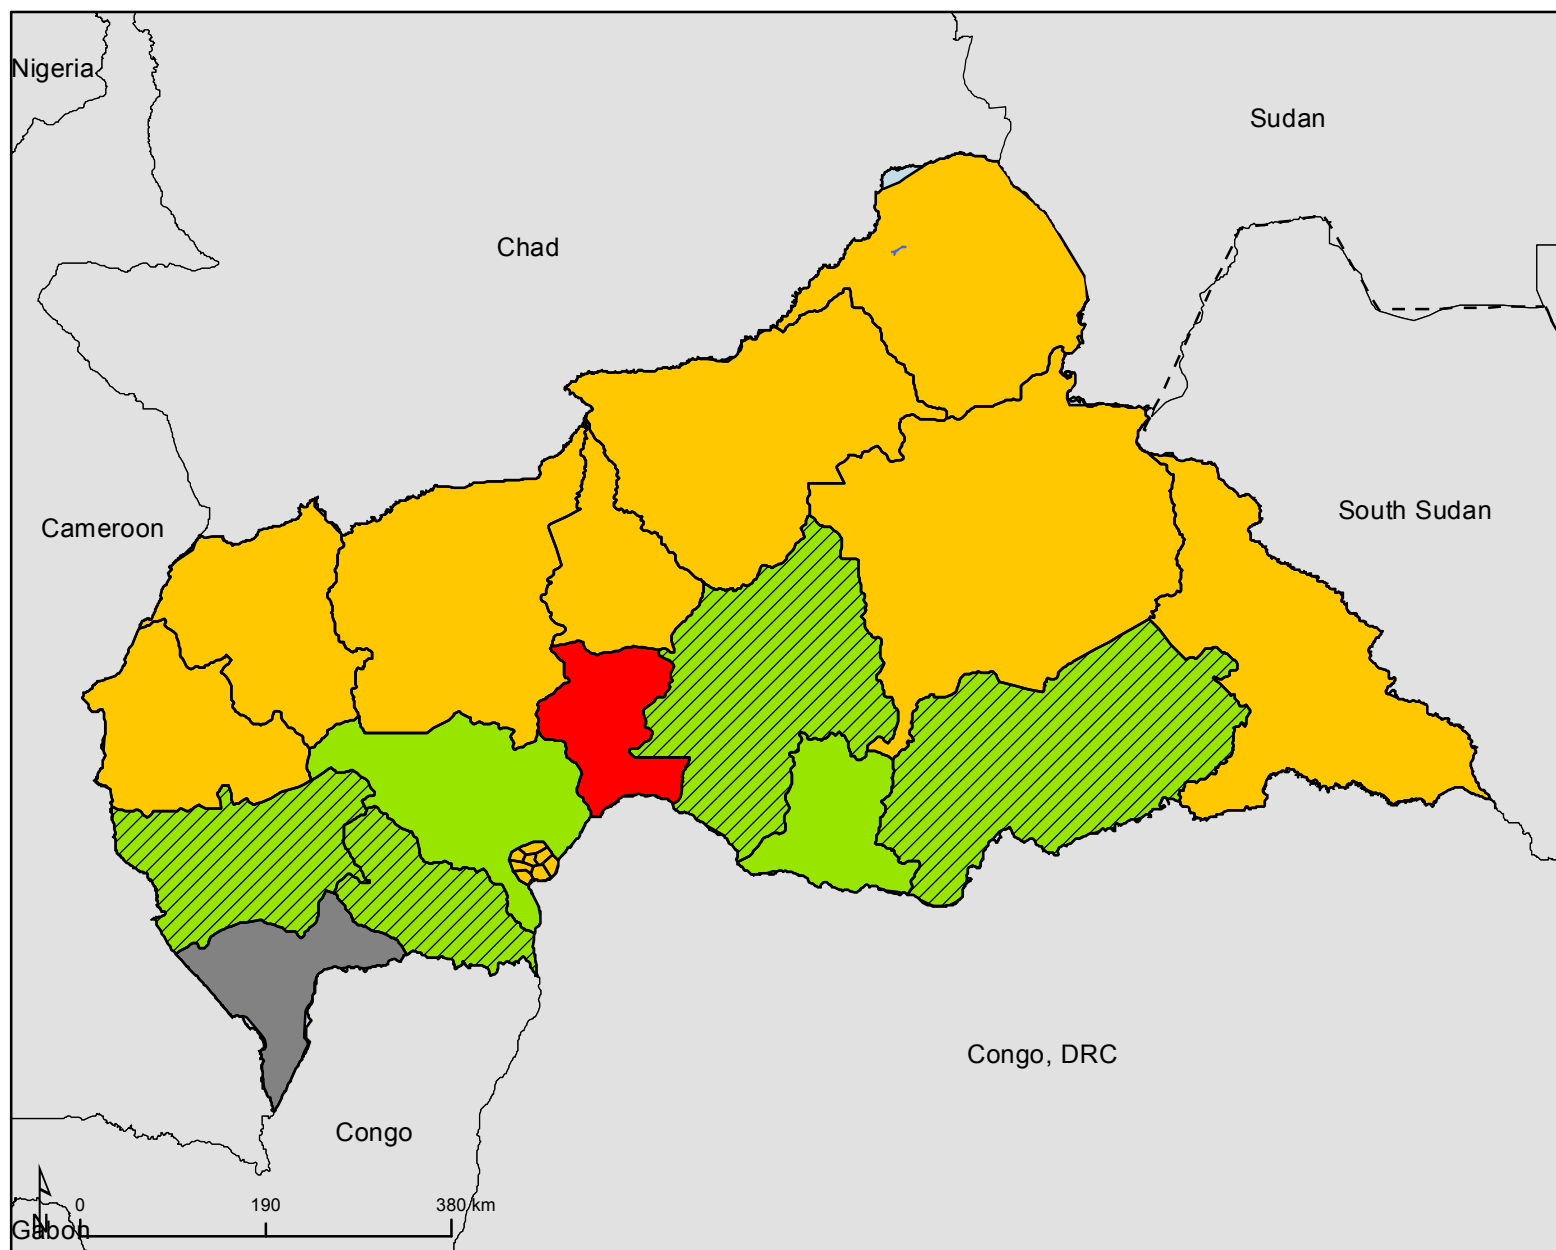 Nigeria
Sudan
Chad
South Sudan
Cameroon
Congo, DRC
Congo
0 190 380 km
N
Gabon